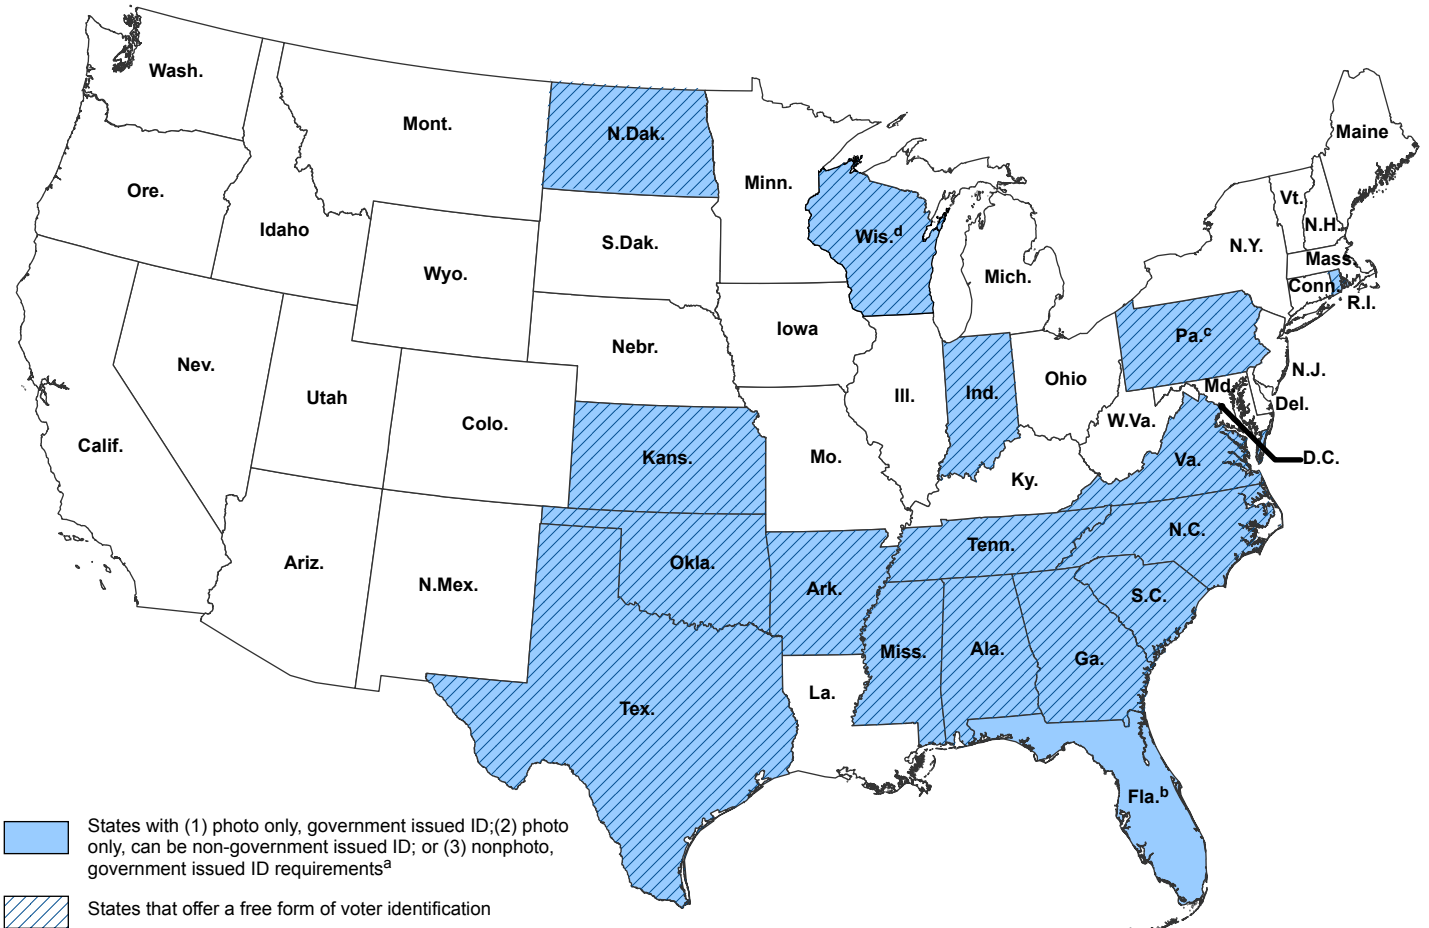 Wash.
Maine
Mont.
N.Dak.
Minn.
Ore.
Vt.
N.H.
Idaho
S.Dak.
Wis.d
N.Y.
Mass.
Wyo.
Mich.
Conn.
R.I.
Iowa
Pa.c
Nebr.
Nev.
N.J.
Ohio
Md.
Utah
Ill.
Ind.
Del.
Colo.
W.Va.
Calif.
Kans.
Mo.
Va.
D.C.
Ky.
N.C.
Tenn.
Ariz.
Okla.
N.Mex.
Ark.
S.C.
Miss.
Ala.
Ga.
La.
Tex.
Fla.b
States with (1) photo only, government issued ID;(2) photo
only, can be non-government issued ID; or (3) nonphoto,
government issued ID requirementsa
States that offer a free form of voter identification